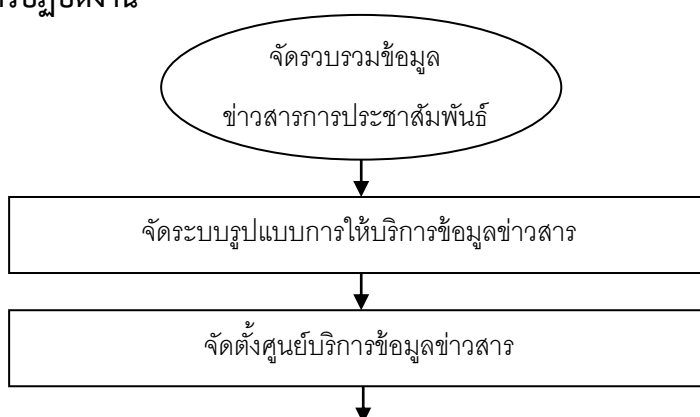 จัดรวบรวมข้อมูล
ข่าวสารการประชาสัมพันธ์
จัดระบบรูปแบบการให้บริการข้อมูลข่าวสาร
จัดตั้งศูนย์บริการข้อมูลข่าวสาร